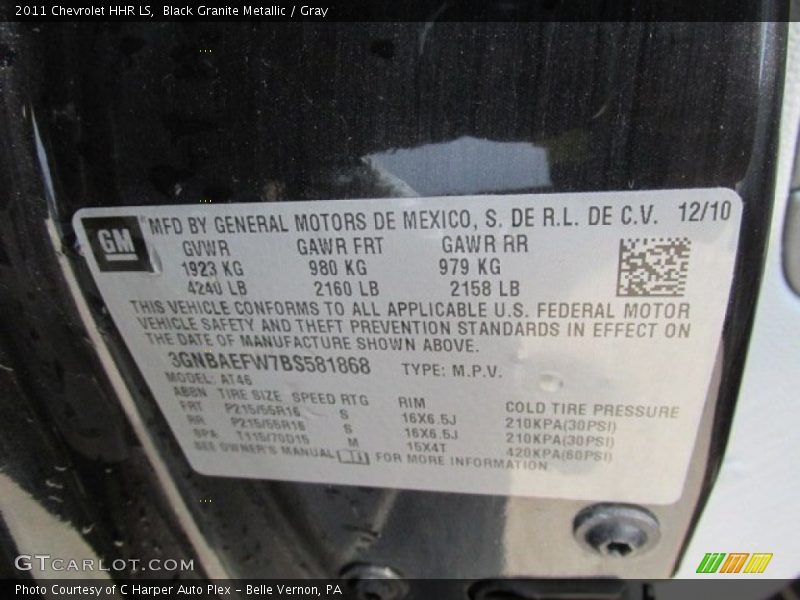 2011 Chevrolet HHR LS, Black Granite Metallic / Gray
GM
MFD BY GENERAL MOTORS DE MEXICO, S. DE R.L. DE C.V. 12/10
GVWR GAWR FRT GAWR RR
1923 KG 980 KG 979 KG
4240 LB 2160 LB 2158 LB
THIS VEHICLE CONFORMS TO ALL APPLICABLE U.S. FEDERAL MOTOR
VEHICLE SAFETY AND THEFT PREVENTION STANDARDS IN EFFECT ON
THE DATE OF MANUFACTURE SHOWN ABOVE.
3GNBAEFW7BS581868 TYPE: M.P.V.
MODEL: AT46
ABBN TIRE SIZE SPEED RTG RIM COLD TIRE PRESSURE
FRT P215/55R16 S 16X6.5J 210KPA(30PSI)
RR P215/55R16 S 16X6.5J 210KPA(30PSI)
SPA T115/70D15 M 15X4T 420KPA(60PSI)
SEE OWNER'S MANUAL FOR MORE INFORMATION
GTCARLOT.COM
Photo Courtesy of C Harper Auto Plex - Belle Vernon, PA